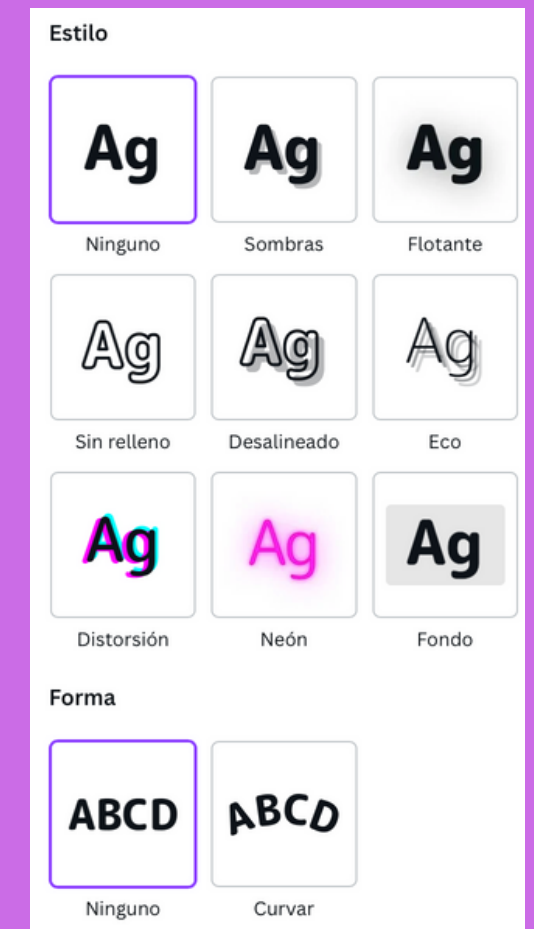 Estilo
Ag Ag Ag
Ninguno Sombras Flotante
Ag Ag Ag
Sin relleno Desalineado Eco
Ag Ag Ag
Distorsión Neón Fondo
Forma
ABCD ABCD
Ninguno Curvar